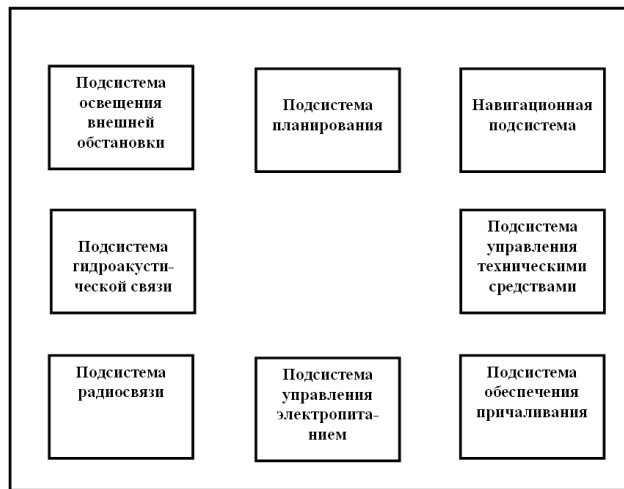 Подсистема
освещения
внешней
обстановки
Подсистема
планирования
Навигационная
подсистема
Подсистема
гидроакусти-
ческой связи
Подсистема
управления
техническими
средствами
Подсистема
радиосвязи
Подсистема
управления
электропита-
нием
Подсистема
обеспечения
причаливания